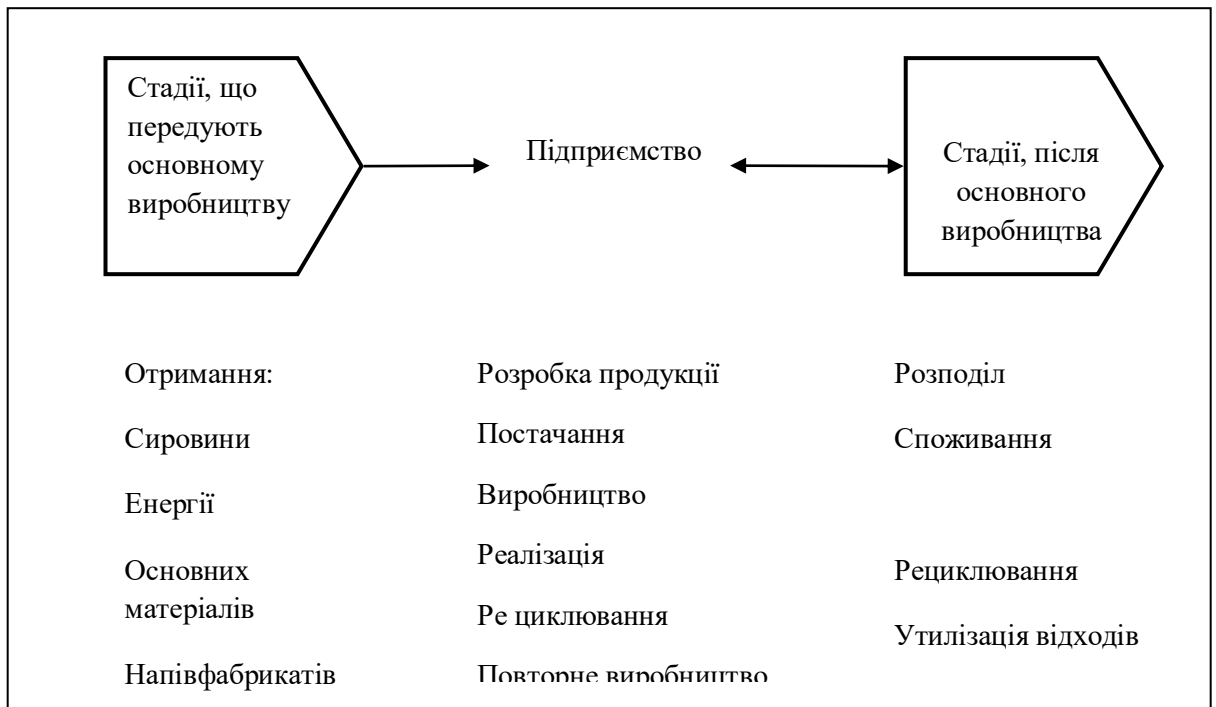 Стадії, що
передують
основному
виробництву
Підприємство
Стадії, після
основного
виробництва
Отримання:
Сировини
Енергії
Основних
матеріалів
Напівфабрикатів
Розробка продукції
Постачання
Виробництво
Реалізація
Ре циклювання
Повторне виробництво
Розподіл
Споживання
Рециклювання
Утилізація відходів